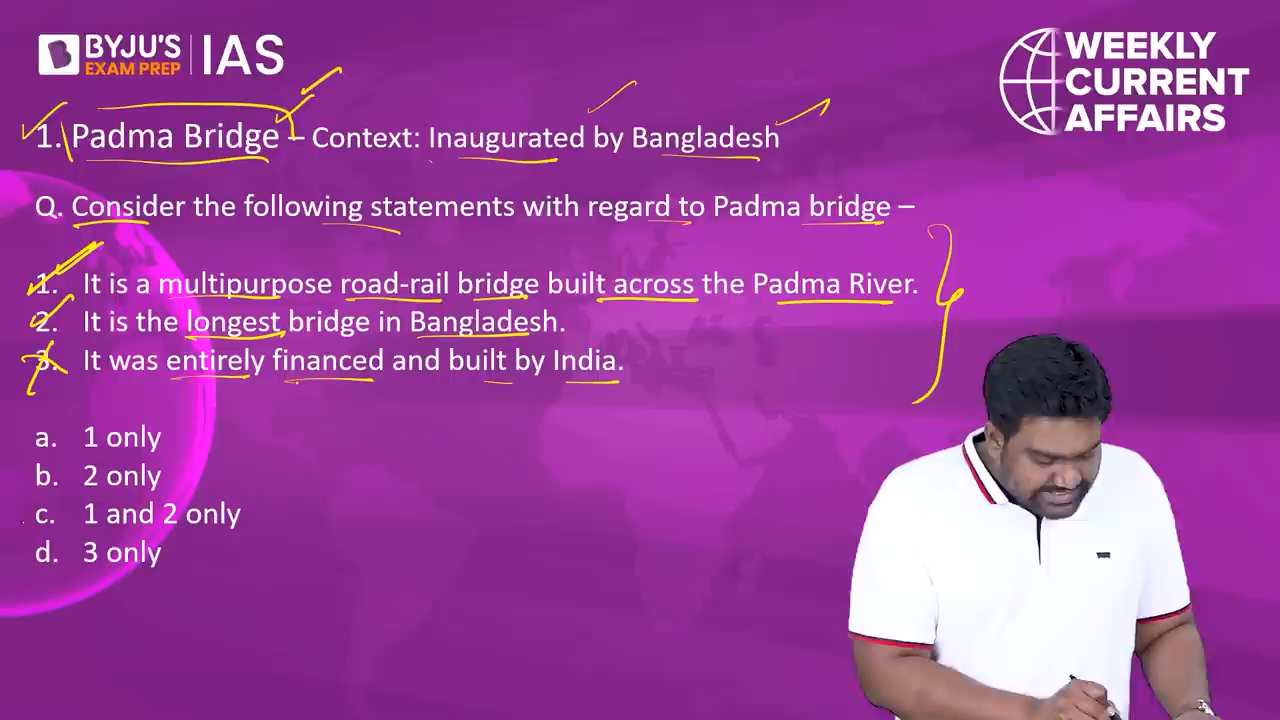 BYJU'S
EXAM PREP
IAS
WEEKLY
CURRENT
AFFAIRS
1. Padma Bridge – Context: Inaugurated by Bangladesh
Q. Consider the following statements with regard to Padma bridge –
1. It is a multipurpose road-rail bridge built across the Padma River.
2. It is the longest bridge in Bangladesh.
3. It was entirely financed and built by India.
a. 1 only
b. 2 only
c. 1 and 2 only
d. 3 only